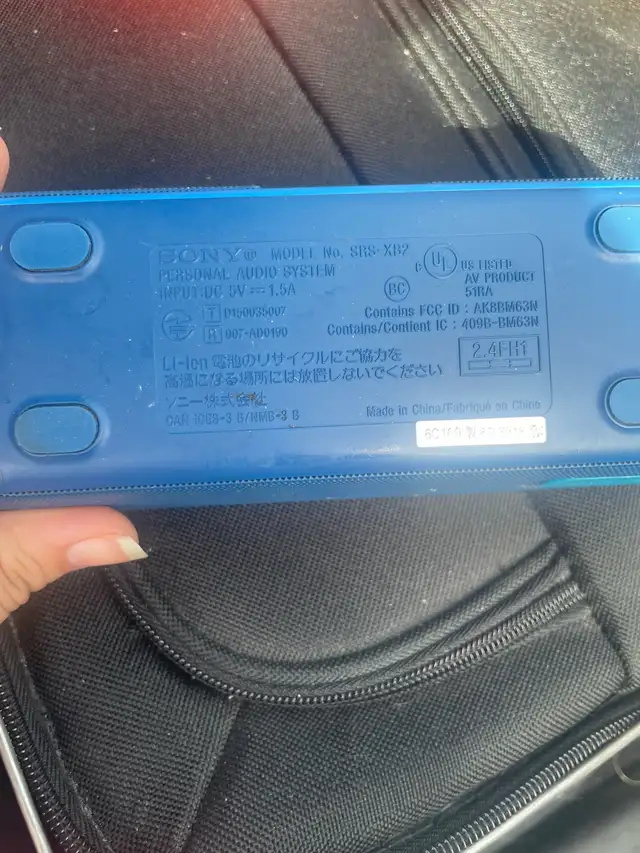 SONY MODEL No. SRS-XB2
PERSONAL AUDIO SYSTEM
INPUT:DC 5V 1.5A
T D150035007
R 007-AD0190
UL US LISTED
AV PRODUCT
51RA
BC
Contains FCC ID : AK8BM63N
Contains/Contient IC : 409B-BM63N
2.4FH1
Li-ion 電池のリサイクルにご協力を
高温になる場所には放置しないでください
ソニー株式会社
CAN ICES-3 B/NMB-3 B
Made in China/Fabriqué en Chine